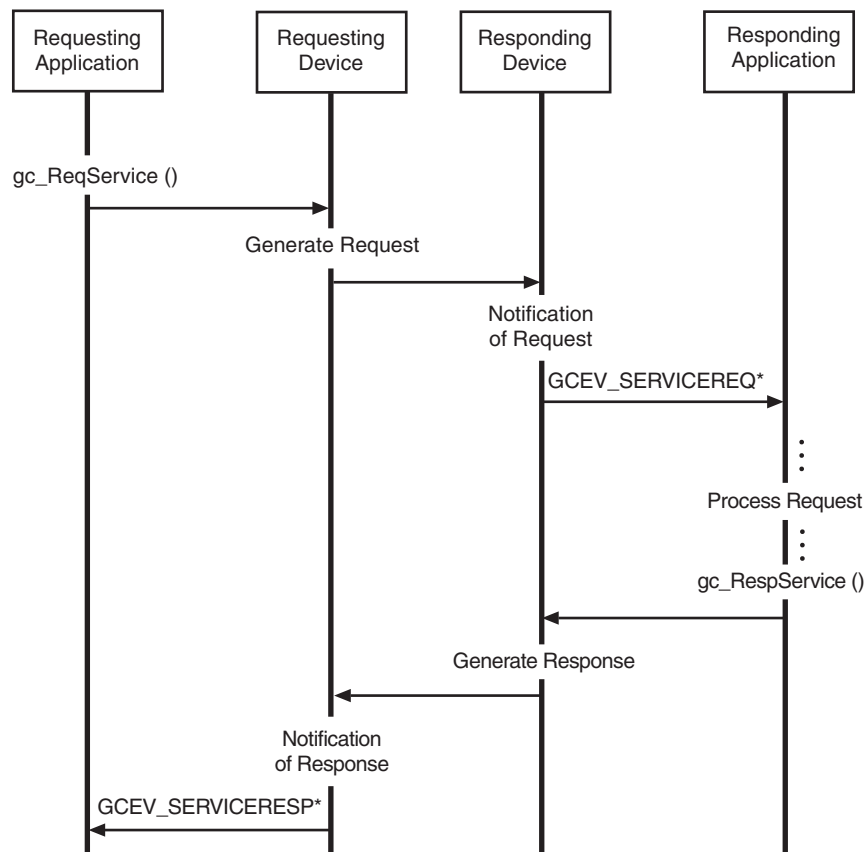 Requesting
Application
Requesting
Device
Responding
Device
Responding
Application
gc_ReqService ()
Generate Request
Notification
of Request
GCEV_SERVICEREQ*
Process Request
gc_RespService ()
Generate Response
Notification
of Response
GCEV_SERVICERESP*